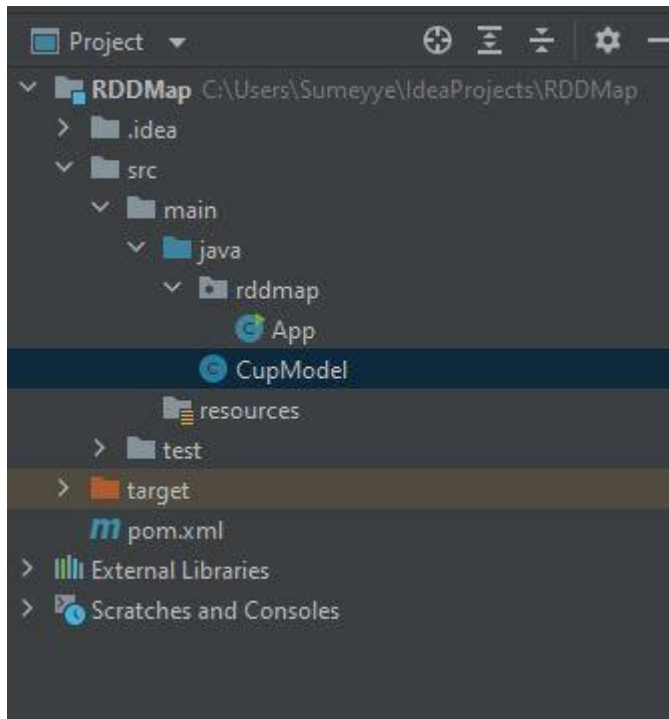 Project
RDDMap C:\Users\Sumeyye\IdeaProjects\RDDMap
.idea
src
main
java
rddmap
App
CupModel
resources
test
target
pom.xml
External Libraries
Scratches and Consoles